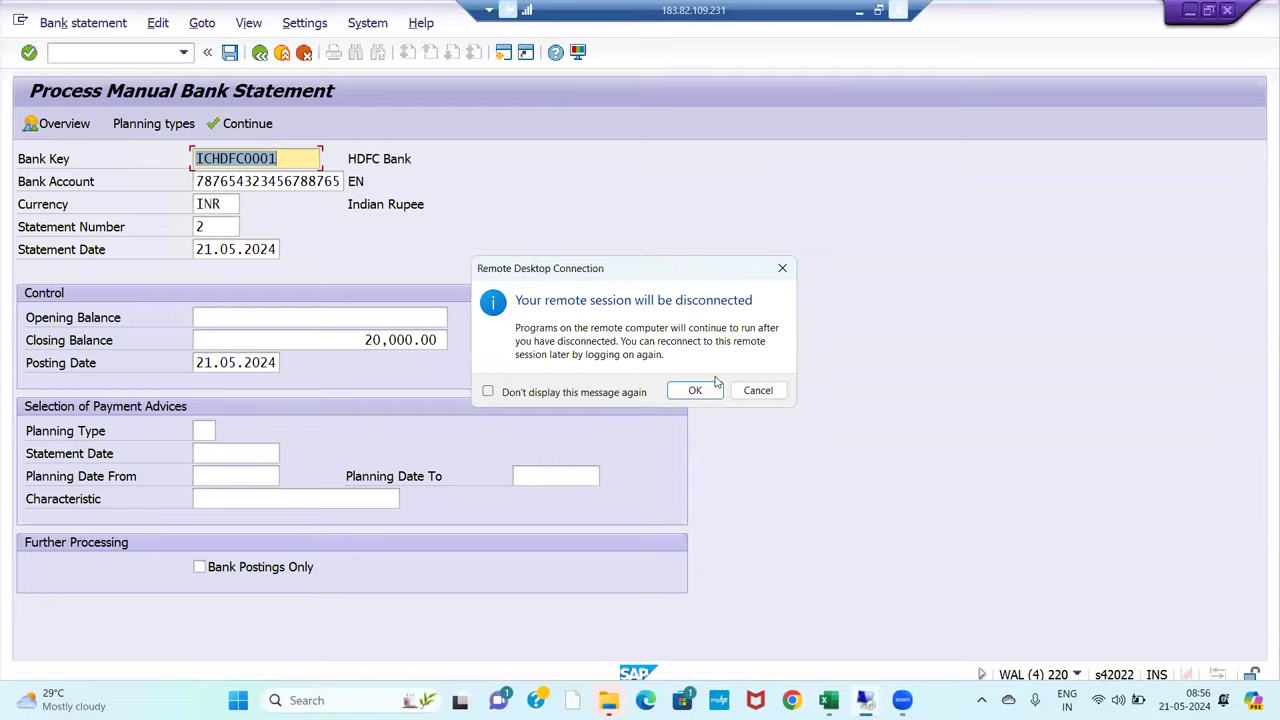 183.82.109.231
Bank statement Edit Goto View Settings System Help
Process Manual Bank Statement
Overview Planning types Continue
Bank Key ICHDFC0001 HDFC Bank
Bank Account 787654323456788765 EN
Currency INR Indian Rupee
Statement Number 2
Statement Date 21.05.2024
Control
Opening Balance
Closing Balance 20,000.00
Posting Date 21.05.2024
Selection of Payment Advices
Planning Type
Statement Date
Planning Date From Planning Date To
Characteristic
Further Processing
Bank Postings Only
Remote Desktop Connection
Your remote session will be disconnected
Programs on the remote computer will continue to run after
you have disconnected. You can reconnect to this remote
session later by logging on again.
Don't display this message again OK Cancel
SAP WAL (4) 220 s42022 INS
29°C
Mostly cloudy
Search
1
1
ENG
IN
08:56
21-05-2024